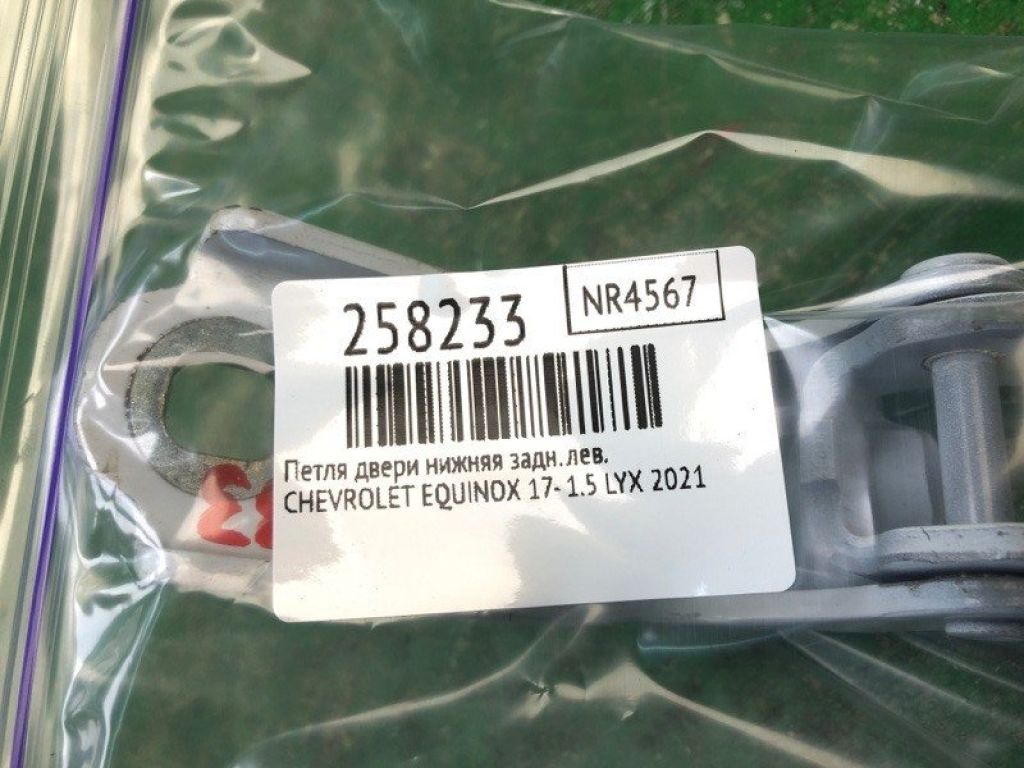 258233
NR4567
Петля двери нижняя задн.лев.
CHEVROLET EQUINOX 17- 1.5 LYX 2021